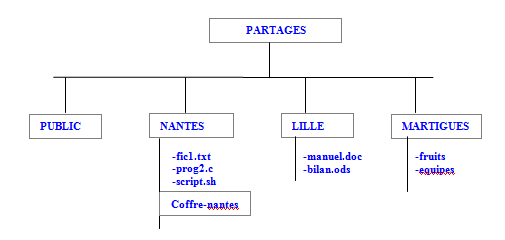 PARTAGES
PUBLIC
NANTES
LILLE
MARTIGUES
-fic1.txt
-prog2.c
-script.sh
Coffre-nantes
-manuel.doc
-bilan.ods
-fruits
-equipes